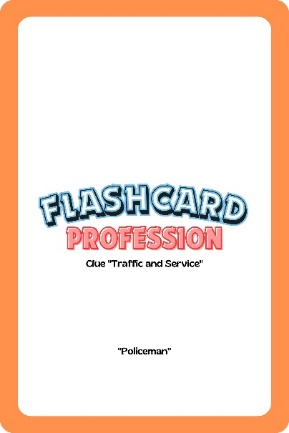 FLASHCARD
PROFESSION
Clue "Traffic and Service"
"Policeman"